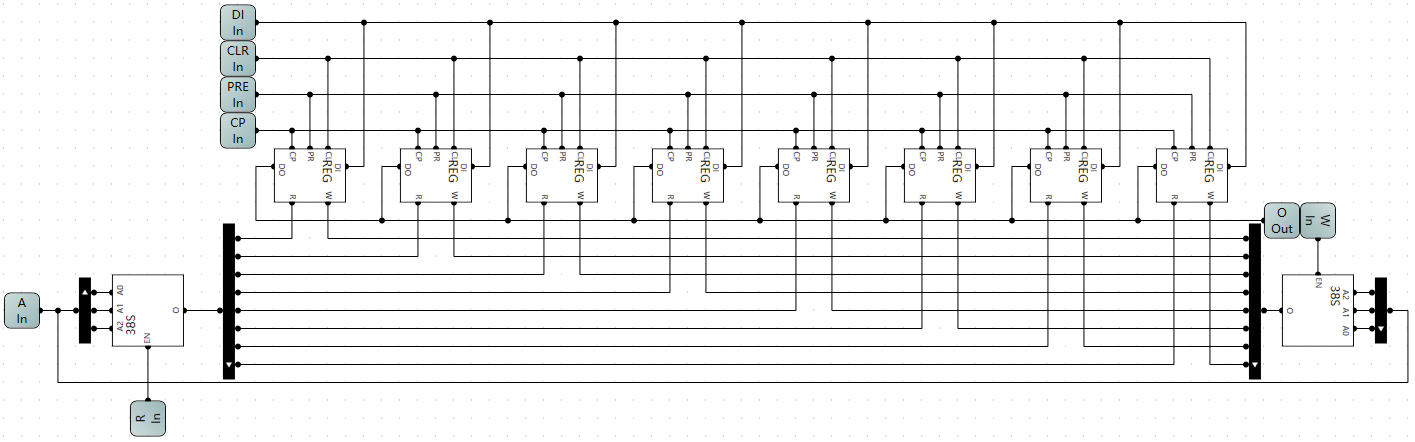 DI
In
CLR
In
PRE
In
CP
In
CP PR CL REG DI DO R W
CP PR CL REG DI DO R W
CP PR CL REG DI DO R W
CP PR CL REG DI DO R W
CP PR CL REG DI DO R W
CP PR CL REG DI DO R W
CP PR CL REG DI DO R W
CP PR CL REG DI DO R W
O
Out
W
In
A
In
A0
A1
A2
38S
O
EN
EN
38S
O
A2
A1
A0
R
In